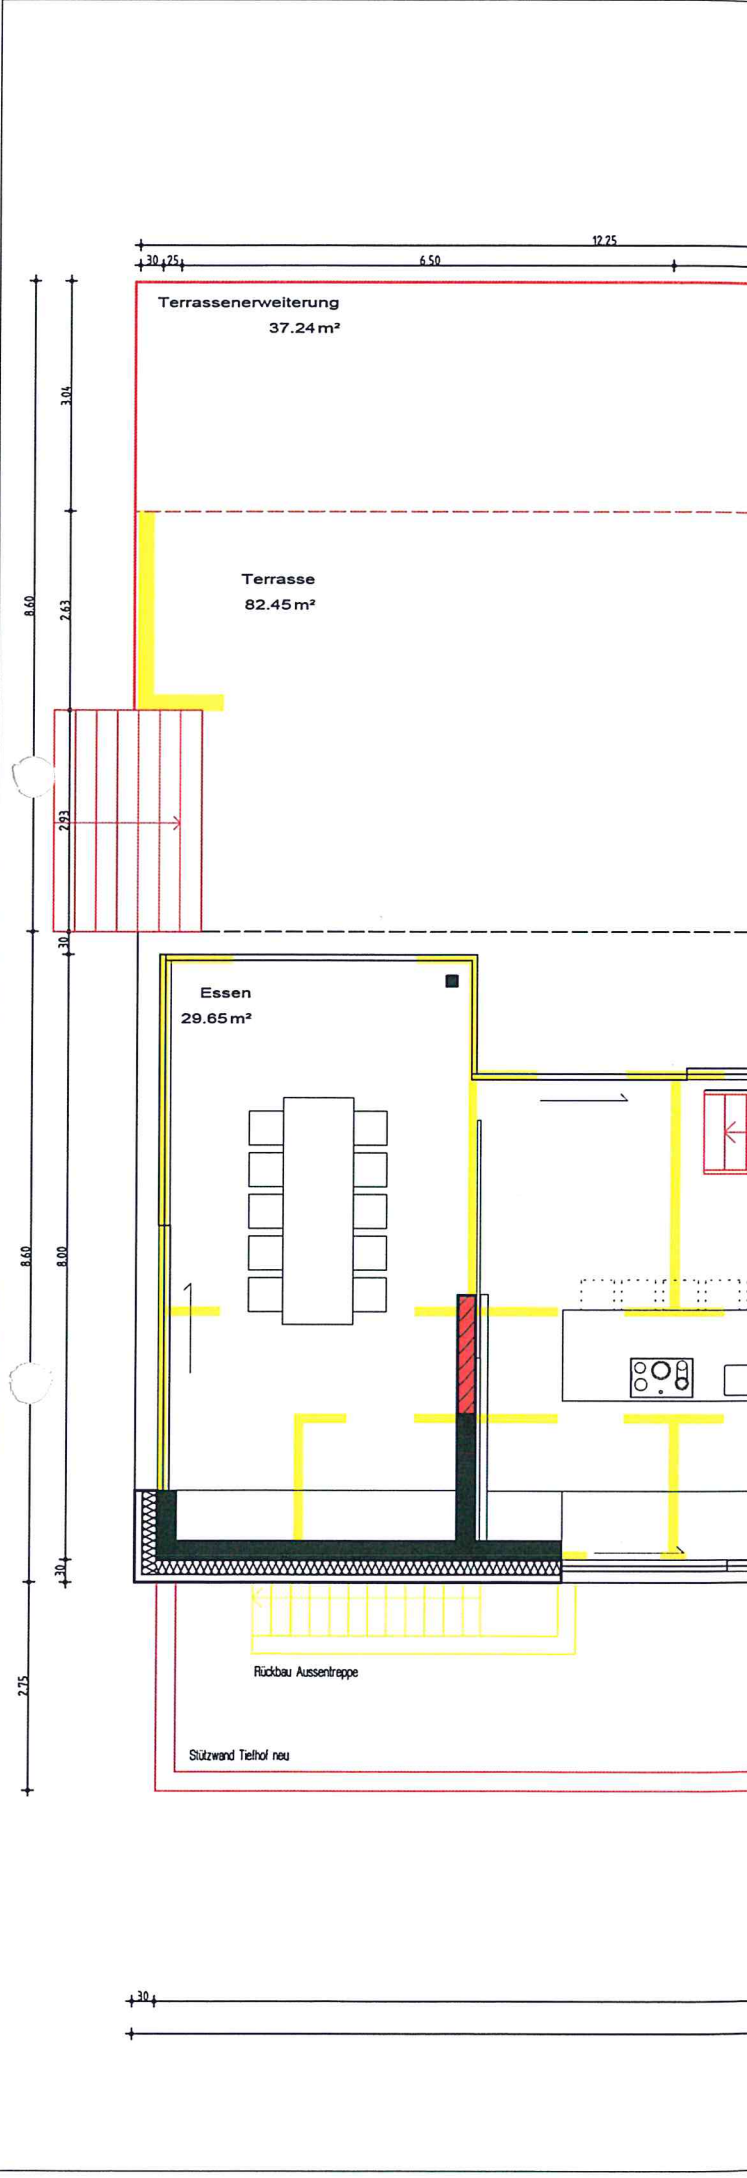 12.25
30 25 6.50
Terrassenerweiterung
37.24 m²
3.04
Terrasse
82.45 m²
8.60
2.63
2.93
30
Essen
29.65 m²
8.60
8.00
30
Rückbau Aussentreppe
2.75
Stützwand Tiefhof neu
30